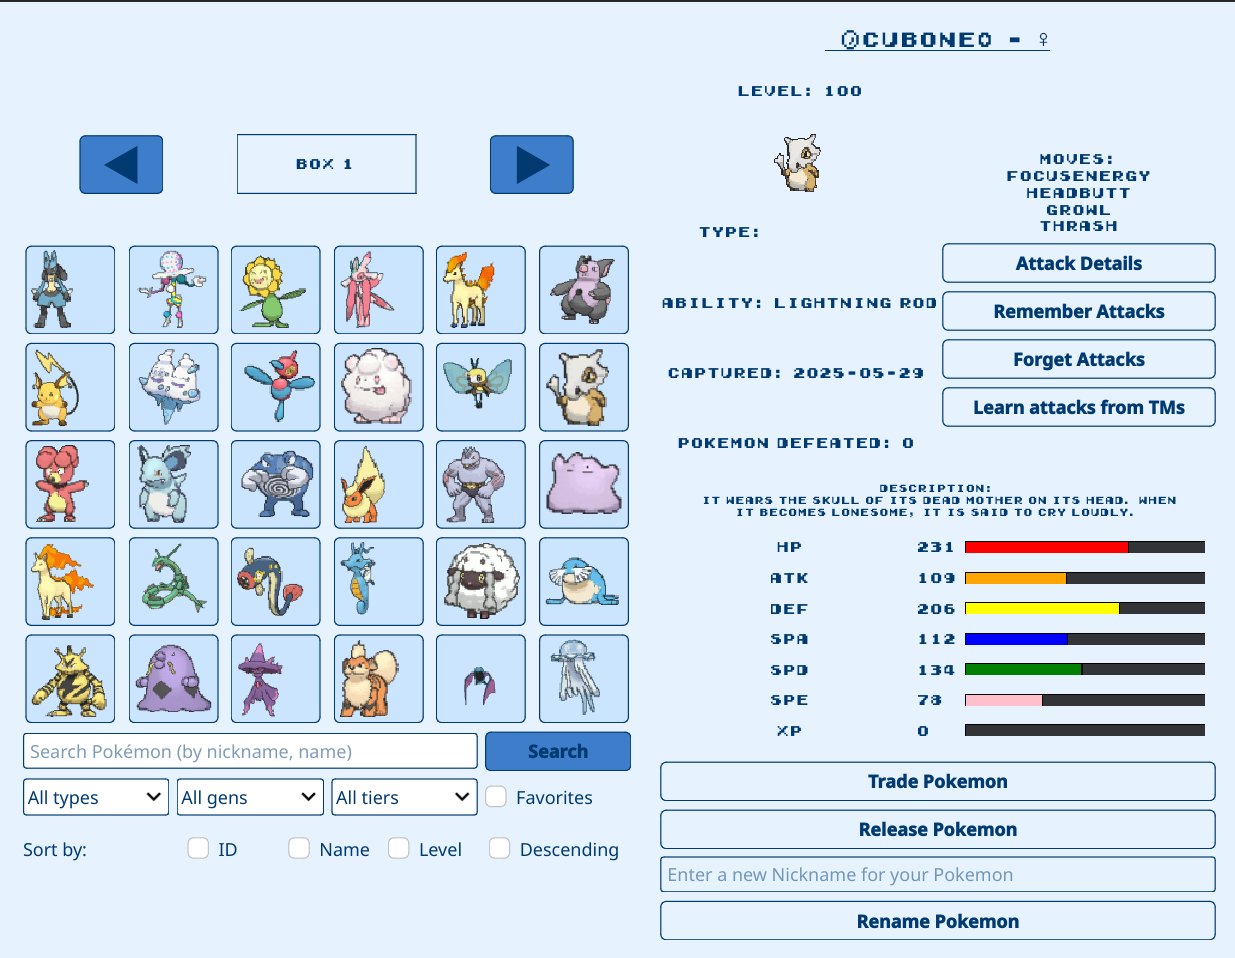 CUBONE - ♀
LEVEL: 100
BOX 1
MOVES:
FOCUSENERGY
HEADBUTT
GROWL
THRASH
TYPE:
Attack Details
ABILITY: LIGHTNING ROD
Remember Attacks
Forget Attacks
CAPTURED: 2025-05-29
Learn attacks from TMs
POKEMON DEFEATED: 0
DESCRIPTION:
IT WEARS THE SKULL OF ITS DEAD MOTHER ON ITS HEAD. WHEN
IT BECOMES LONESOME, IT IS SAID TO CRY LOUDLY.
HP 231
ATK 109
DEF 206
SPA 112
SPD 134
SPE 78
XP 0
Search Pokémon (by nickname, name)
Search
All types
All gens
All tiers
Favorites
Sort by:
ID
Name
Level
Descending
Trade Pokemon
Release Pokemon
Enter a new Nickname for your Pokemon
Rename Pokemon